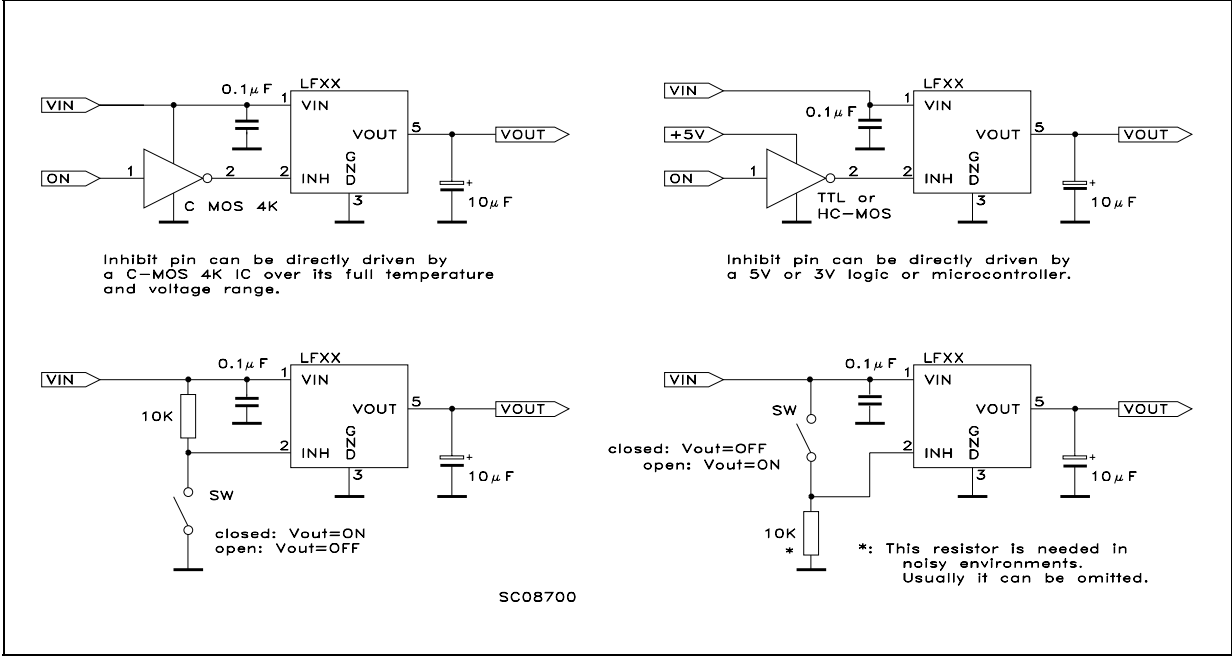 LFXX
0.1µF
VIN
1
VIN
VOUT
5
VOUT
ON
1
2
2
INH
GND
3
+
10µF
C MOS 4K
Inhibit pin can be directly driven by
a C-MOS 4K IC over its full temperature
and voltage range.
LFXX
VIN
0.1µF
1
VIN
+5V
VOUT
5
VOUT
ON
1
2
2
INH
GND
3
+
10µF
TTL or
HC-MOS
Inhibit pin can be directly driven by
a 5V or 3V logic or microcontroller.
LFXX
0.1µF
VIN
1
VIN
10K
VOUT
5
VOUT
2
INH
GND
3
+
10µF
SW
closed: Vout=ON
open: Vout=OFF
LFXX
0.1µF
VIN
1
VIN
SW
VOUT
5
VOUT
closed: Vout=OFF
open: Vout=ON
2
INH
GND
3
+
10µF
10K
*
*: This resistor is needed in
noisy environments.
Usually it can be omitted.
SC08700